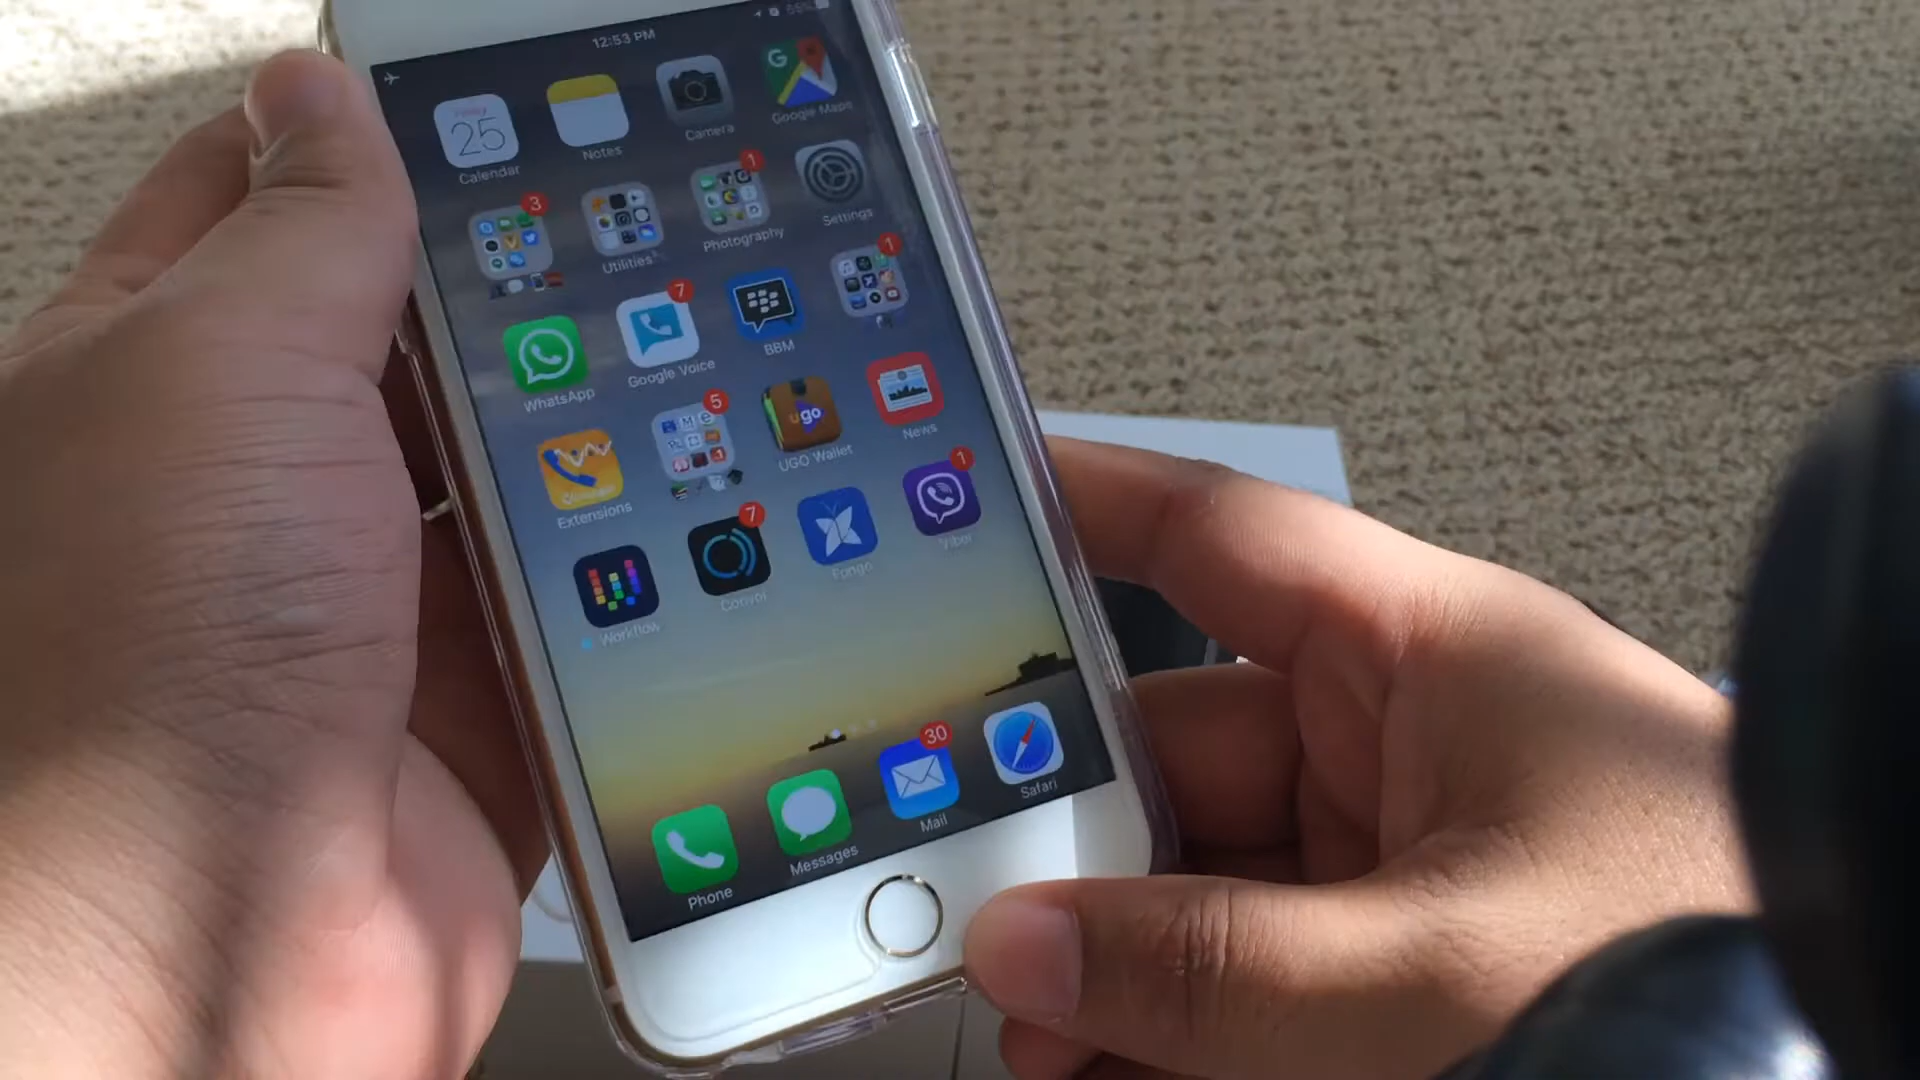 12:53 PM
Friday
25
Calendar
Notes
Camera
G
Google Maps
3
Utilities
1
Photography
Settings
WhatsApp
7
Google Voice
BBM
1
Extensions
5
ugo
UGO Wallet
News
Workflow
7
Convoi
Fongo
1
Viber
Phone
Messages
30
Mail
Safari